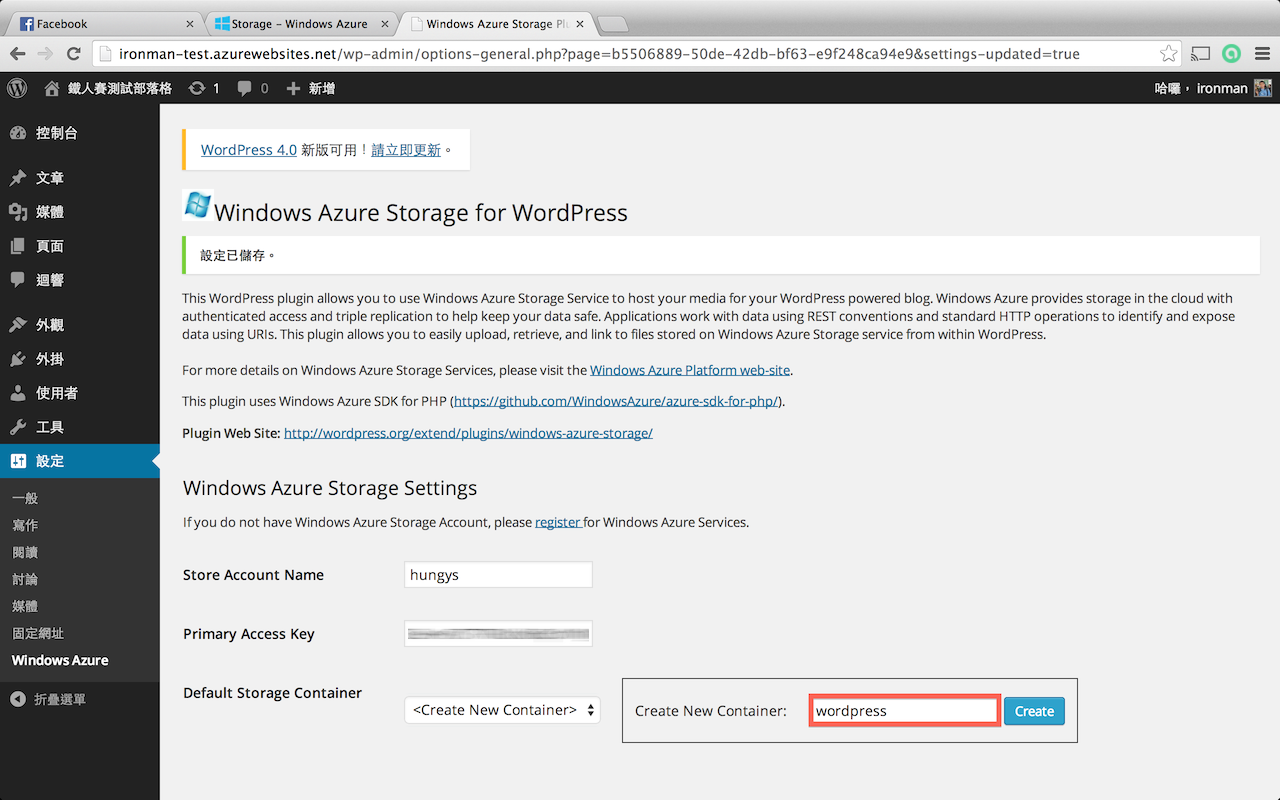 Facebook
Storage – Windows Azure
Windows Azure Storage Plu
ironman-test.azurewebsites.net/wp-admin/options-general.php?page=b5506889-50de-42db-bf63-e9f248ca94e9&settings-updated=true
鐵人賽測試部落格 1 0 新增 哈囉， ironman
控制台
文章
媒體
頁面
迴響
外觀
外掛
使用者
工具
設定
一般
寫作
閱讀
討論
媒體
固定網址
Windows Azure
折疊選單
WordPress 4.0 新版可用！請立即更新。
Windows Azure Storage for WordPress
設定已儲存。
This WordPress plugin allows you to use Windows Azure Storage Service to host your media for your WordPress powered blog. Windows Azure provides storage in the cloud with
authenticated access and triple replication to help keep your data safe. Applications work with data using REST conventions and standard HTTP operations to identify and expose
data using URIs. This plugin allows you to easily upload, retrieve, and link to files stored on Windows Azure Storage service from within WordPress.
For more details on Windows Azure Storage Services, please visit the Windows Azure Platform web-site.
This plugin uses Windows Azure SDK for PHP (https://github.com/WindowsAzure/azure-sdk-for-php/).
Plugin Web Site: http://wordpress.org/extend/plugins/windows-azure-storage/
Windows Azure Storage Settings
If you do not have Windows Azure Storage Account, please register for Windows Azure Services.
Store Account Name hungys
Primary Access Key
Default Storage Container <Create New Container> Create New Container: wordpress Create